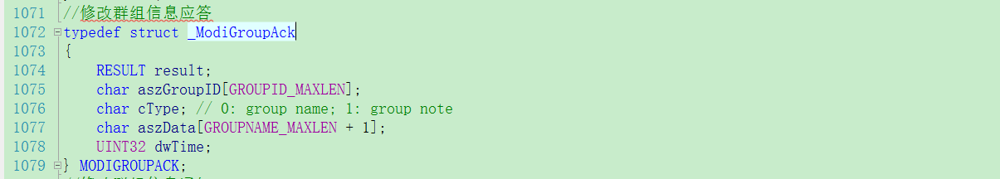 1071 //修改群组信息应答
1072 typedef struct _ModiGroupAck
1073 {
1074 RESULT result;
1075 char aszGroupID[GROUPID_MAXLEN];
1076 char cType; // 0: group name; 1: group note
1077 char aszData[GROUPNAME_MAXLEN + 1];
1078 UINT32 dwTime;
1079 } MODIGROUPACK;